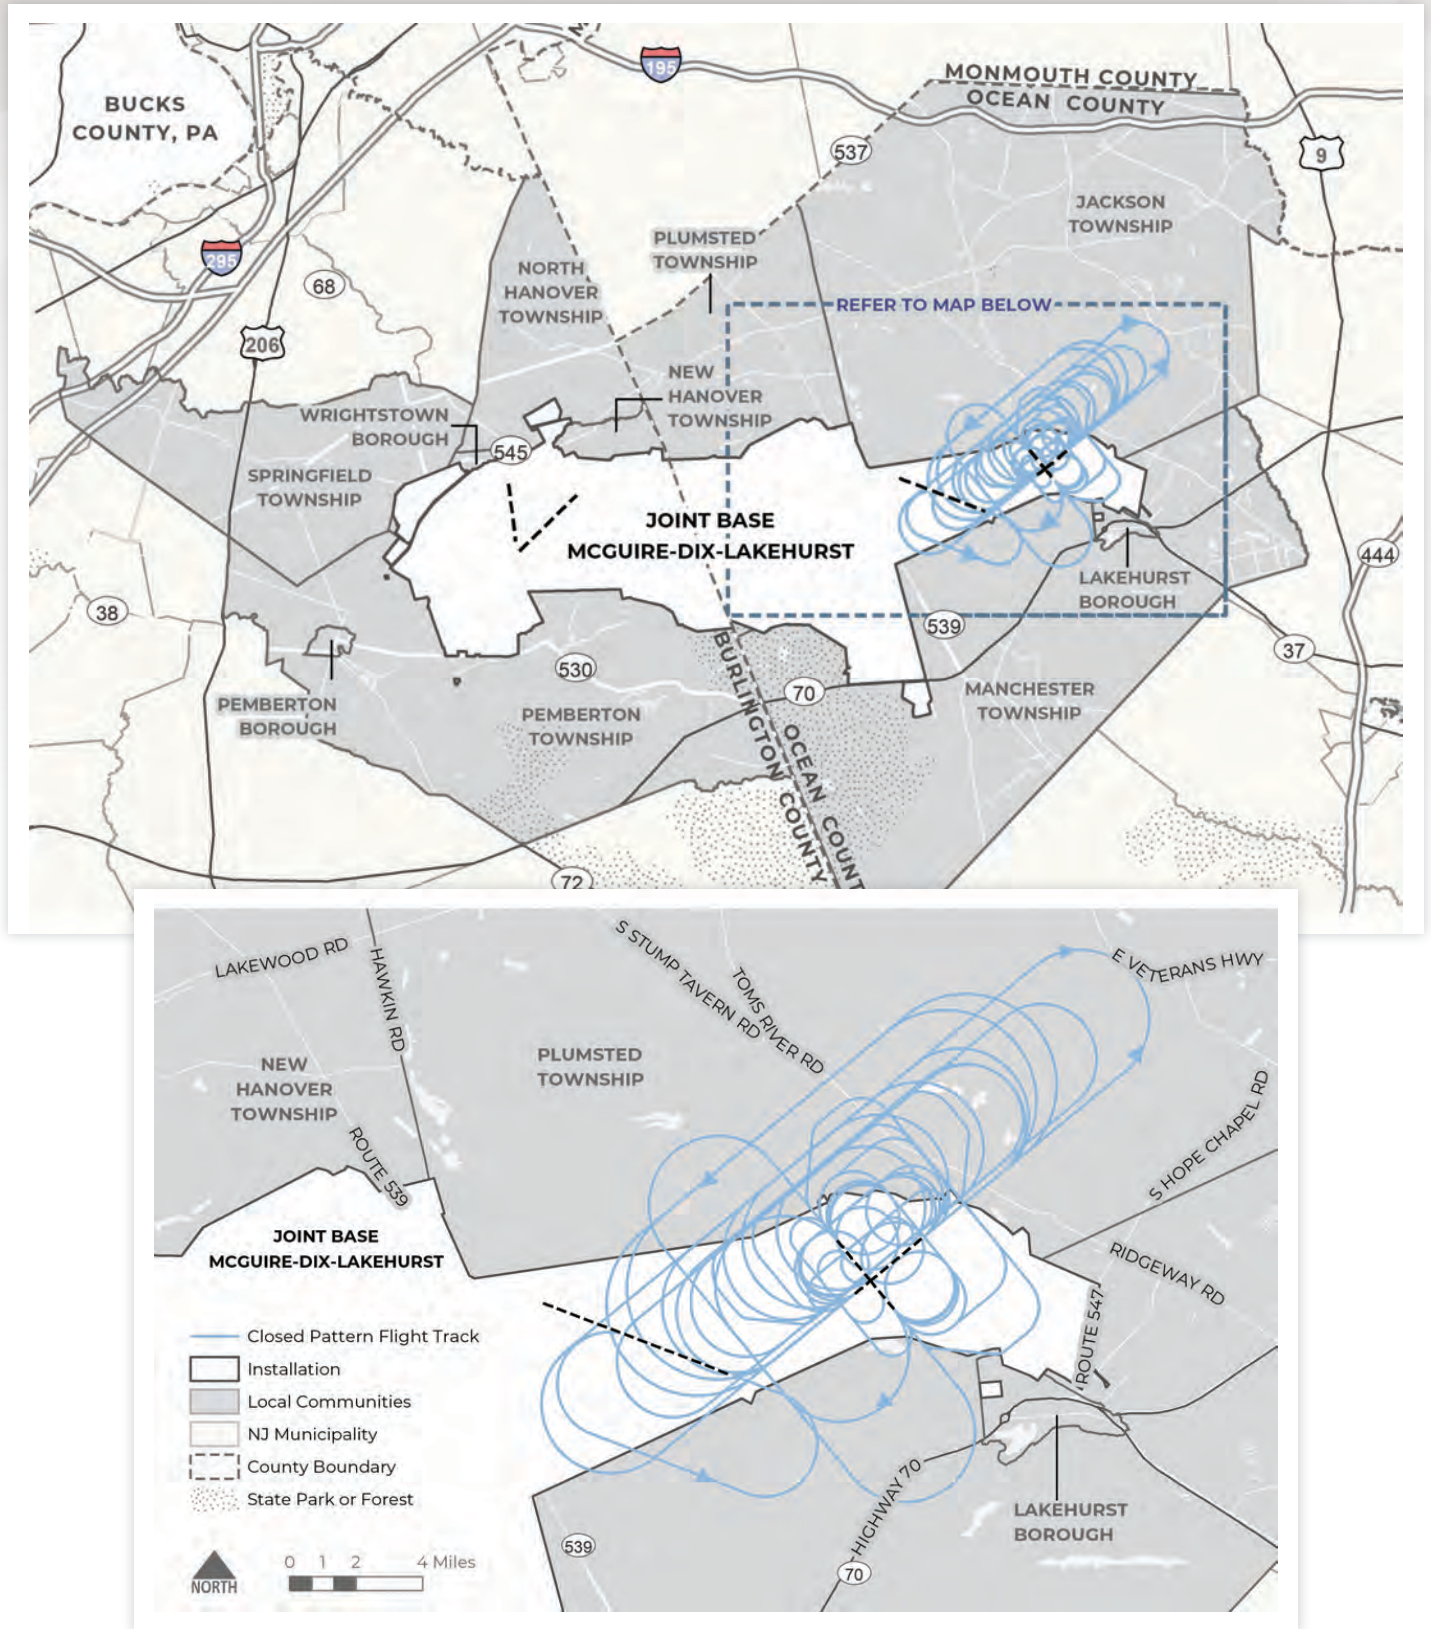 BUCKS
COUNTY, PA
195
MONMOUTH COUNTY
OCEAN COUNTY
537
9
JACKSON
TOWNSHIP
PLUMSTED
TOWNSHIP
295
68
NORTH
HANOVER
TOWNSHIP
206
REFER TO MAP BELOW
NEW
HANOVER
TOWNSHIP
WRIGHTSTOWN
BOROUGH
545
SPRINGFIELD
TOWNSHIP
JOINT BASE
MCGUIRE-DIX-LAKEHURST
444
LAKEHURST
BOROUGH
38
539
37
530
70
PEMBERTON
BOROUGH
PEMBERTON
TOWNSHIP
MANCHESTER
TOWNSHIP
BURLINGTON COUNTY
OCEAN COUNT
72
LAKEWOOD RD
HAWKIN RD
S STUMP TAVERN RD
TOMS RIVER RD
E VETERANS HWY
NEW
HANOVER
TOWNSHIP
PLUMSTED
TOWNSHIP
ROUTE 539
S HOPE CHAPEL RD
JOINT BASE
MCGUIRE-DIX-LAKEHURST
RIDGEWAY RD
ROUTE 547
Closed Pattern Flight Track
Installation
Local Communities
NJ Municipality
County Boundary
State Park or Forest
HIGHWAY 70
LAKEHURST
BOROUGH
539
70
0 1 2 4 Miles
NORTH